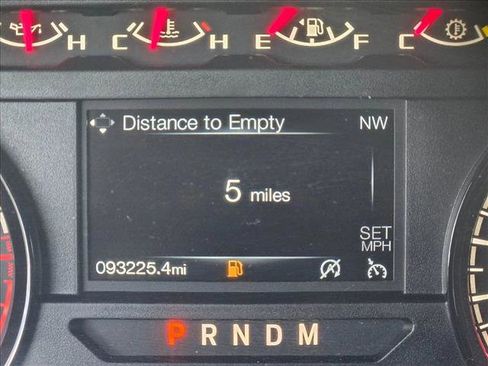 H C H E F C
Distance to Empty NW
5 miles
SET
MPH
093225.4mi
P R N D M